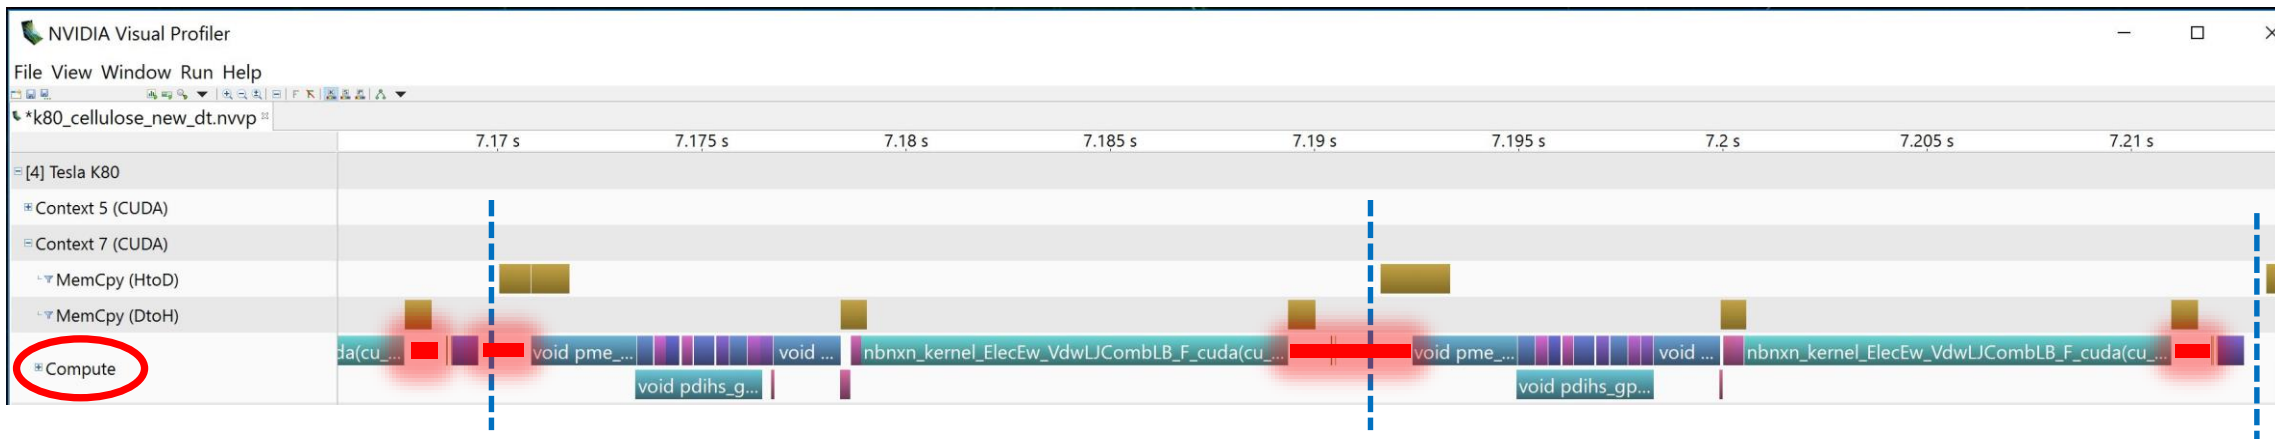 NVIDIA Visual Profiler
File View Window Run Help
*k80_cellulose_new_dt.nvvp
7.17 s 7.175 s 7.18 s 7.185 s 7.19 s 7.195 s 7.2 s 7.205 s 7.21 s
[4] Tesla K80
Context 5 (CUDA)
Context 7 (CUDA)
MemCpy (HtoD)
MemCpy (DtoH)
da(cu_... void pme_... void ... nbnxn_kernel_ElecEw_VdwLJCombLB_F_cuda(cu_... void pme_... void ... nbnxn_kernel_ElecEw_VdwLJCombLB_F_cuda(cu_...
Compute
void pdihs_g... void pdihs_gp...